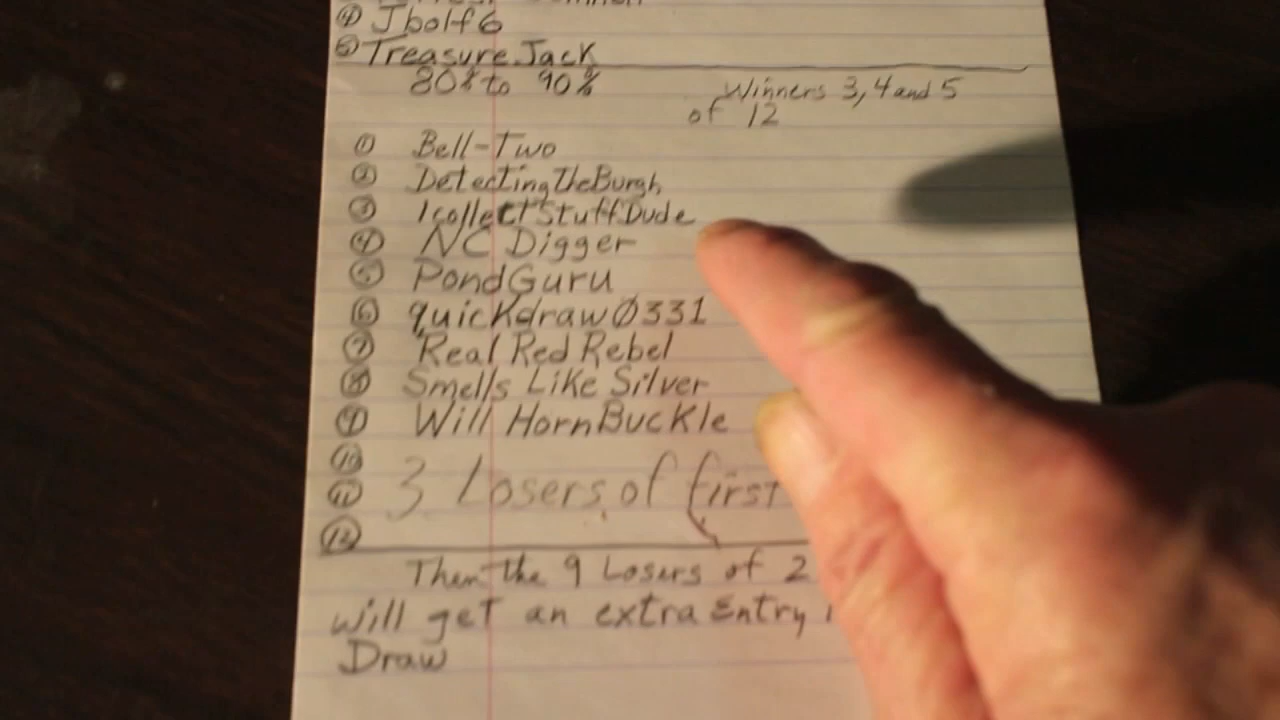 ④ Jbolf6
⑤ Treasure Jack
80% to 90%
Winners 3, 4 and 5
of 12
① Bell-Two
② DetectingTheBurgh
③ IcollectStuffDude
④ NC Digger
⑤ PondGuru
⑥ quickdraw0331
⑦ Real Red Rebel
⑧ Smells Like Silver
⑨ Will HornBuckle
⑩
⑪ 3 Losers of first
⑫
Then the 9 Losers of 2
will get an extra Entry
Draw